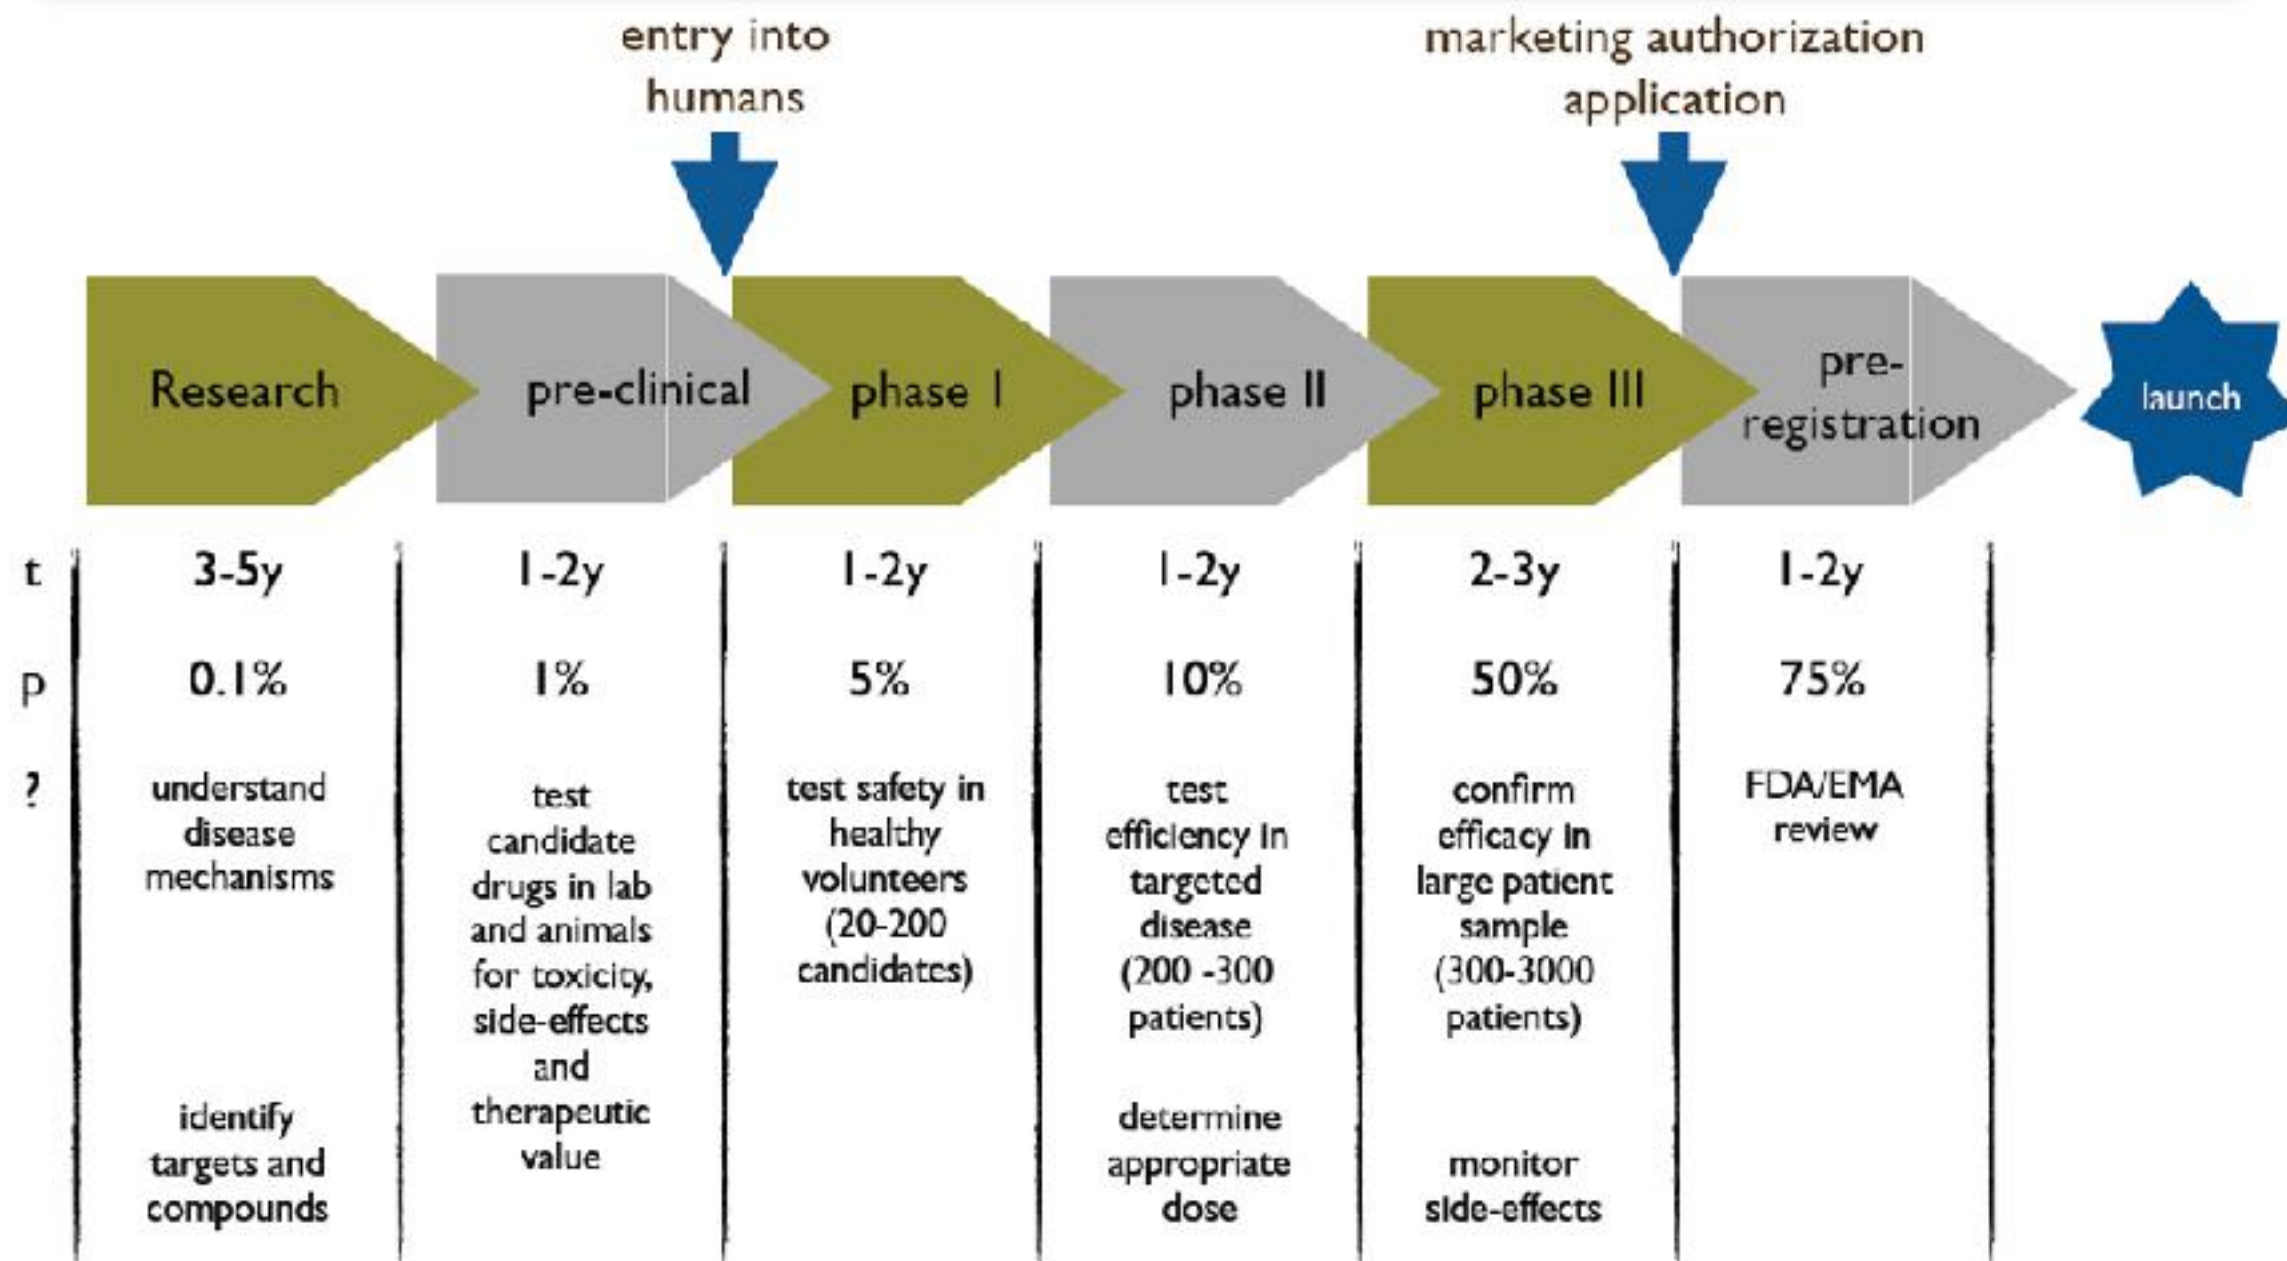 entry into
humans
marketing authorization
application
Research
pre-clinical
phase I
phase II
phase III
pre-
registration
launch
t
3-5y
1-2y
1-2y
1-2y
2-3y
1-2y
p
0.1%
1%
5%
10%
50%
75%
?
understand
disease
mechanisms
identify
targets and
compounds
test
candidate
drugs in lab
and animals
for toxicity,
side-effects
and
therapeutic
value
test safety in
healthy
volunteers
(20-200
candidates)
test
efficiency in
targeted
disease
(200 -300
patients)
determine
appropriate
dose
confirm
efficacy in
large patient
sample
(300-3000
patients)
monitor
side-effects
FDA/EMA
review